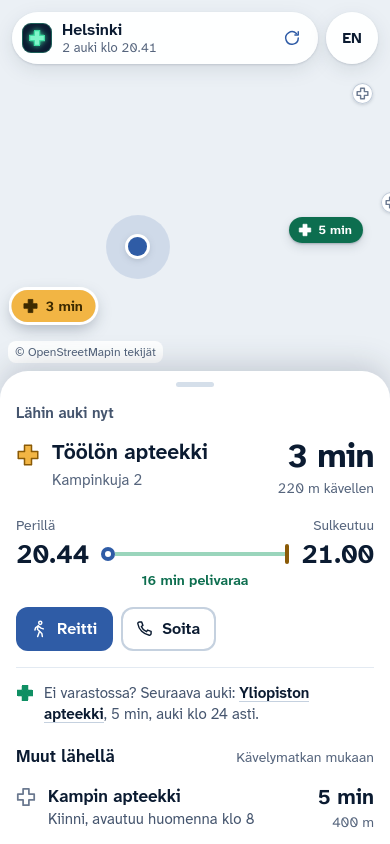 Helsinki
2 auki klo 20.41
EN
5 min
3 min
© OpenStreetMapin tekijät
Lähin auki nyt
Töölön apteekki
3 min
Kampinkuja 2
220 m kävellen
Perillä
Sulkeutuu
20.44
21.00
16 min pelivaraa
Reitti
Soita
Ei varastossa? Seuraava auki: Yliopiston
apteekki, 5 min, auki klo 24 asti.
Muut lähellä
Kävelymatkan mukaan
Kampin apteekki
5 min
Kiinni, avautuu huomenna klo 8
400 m